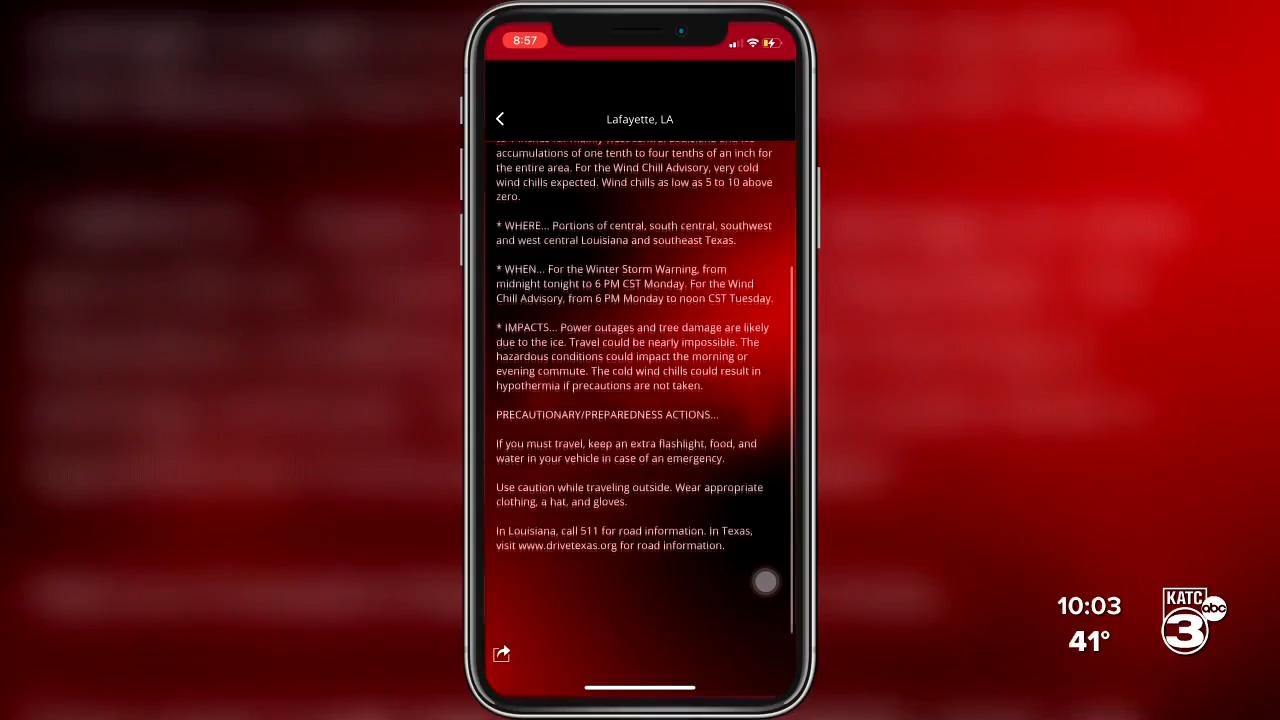 8:57
Lafayette, LA
accumulations of one tenth to four tenths of an inch for
the entire area. For the Wind Chill Advisory, very cold
wind chills expected. Wind chills as low as 5 to 10 above
zero.
* WHERE... Portions of central, south central, southwest
and west central Louisiana and southeast Texas.
* WHEN... For the Winter Storm Warning, from
midnight tonight to 6 PM CST Monday. For the Wind
Chill Advisory, from 6 PM Monday to noon CST Tuesday.
* IMPACTS... Power outages and tree damage are likely
due to the ice. Travel could be nearly impossible. The
hazardous conditions could impact the morning or
evening commute. The cold wind chills could result in
hypothermia if precautions are not taken.
PRECAUTIONARY/PREPAREDNESS ACTIONS...
If you must travel, keep an extra flashlight, food, and
water in your vehicle in case of an emergency.
Use caution while traveling outside. Wear appropriate
clothing, a hat, and gloves.
In Louisiana, call 511 for road information. In Texas,
visit www.drivetexas.org for road information.
10:03
41°
KATC
abc
3